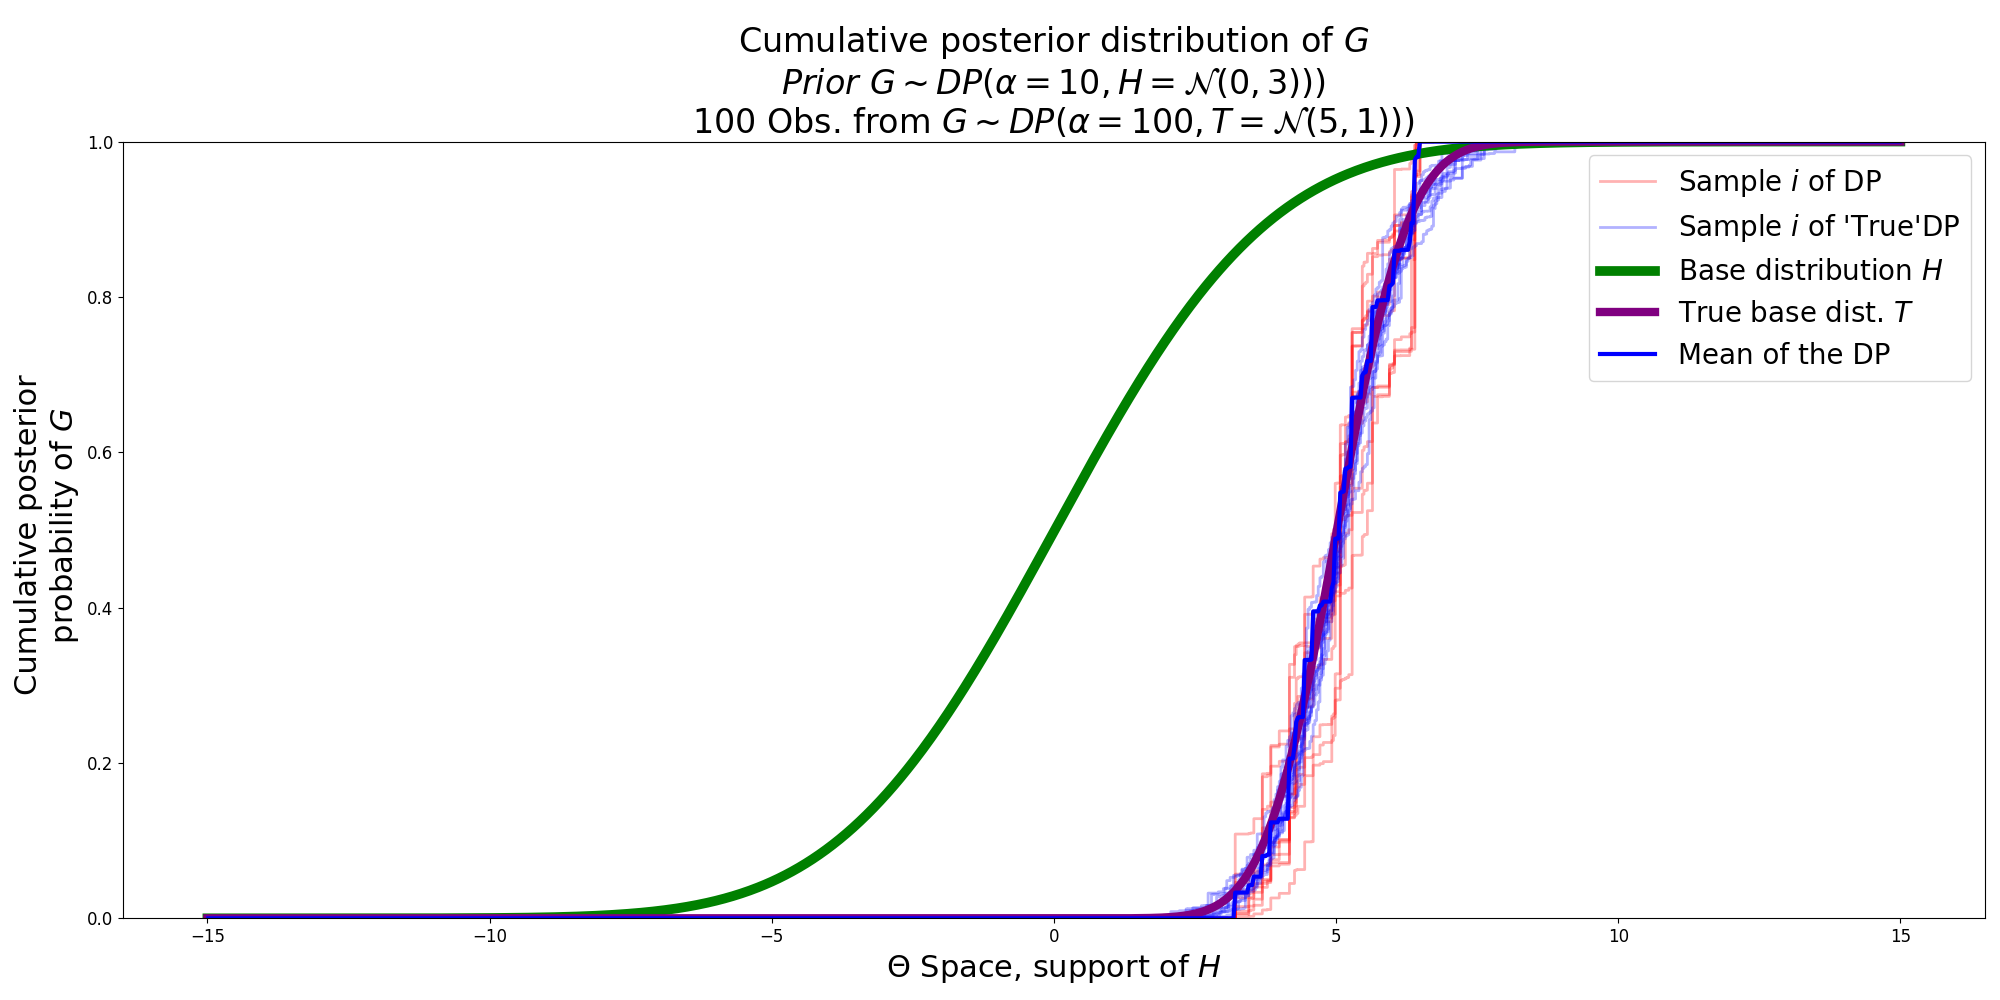 Cumulative posterior distribution of G
Prior G ∼ DP(α = 10, H = 𝒩(0, 3)))
100 Obs. from G ∼ DP(α = 100, T = 𝒩(5, 1)))
1.0
0.8
0.6
0.4
0.2
0.0
Cumulative posterior
probability of G
Sample i of DP
Sample i of 'True'DP
Base distribution H
True base dist. T
Mean of the DP
−15
−10
−5
0
5
10
15
Θ Space, support of H